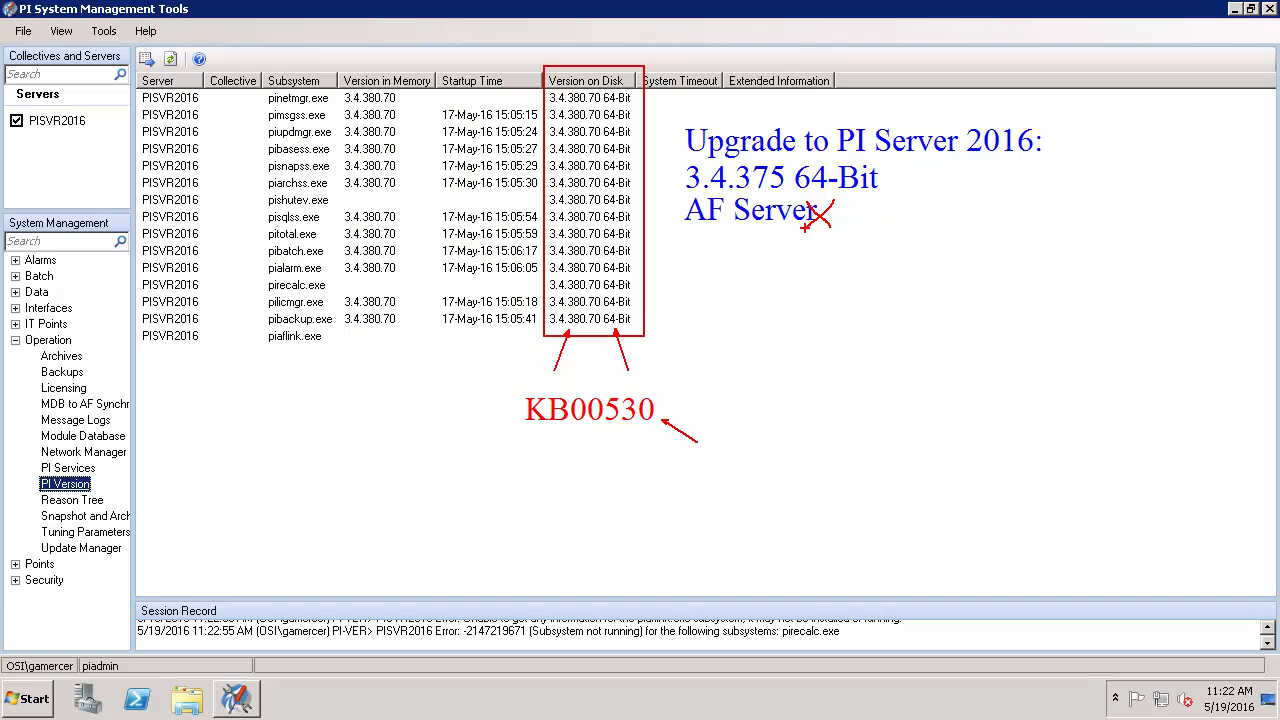 PI System Management Tools
File View Tools Help
Collectives and Servers
Search
Servers
PISVR2016
System Management
Search
Alarms
Batch
Data
Interfaces
IT Points
Operation
Archives
Backups
Licensing
MDB to AF Synchr
Message Logs
Module Database
Network Manager
PI Services
PI Version
Reason Tree
Snapshot and Arch
Tuning Parameters
Update Manager
Points
Security
Server Collective Subsystem Version in Memory Startup Time Version on Disk System Timeout Extended Information
PISVR2016 pinetmgr.exe 3.4.380.70 3.4.380.70 64-Bit
PISVR2016 pimsgss.exe 3.4.380.70 17-May-16 15:05:15 3.4.380.70 64-Bit
PISVR2016 piupdmgr.exe 3.4.380.70 17-May-16 15:05:24 3.4.380.70 64-Bit
PISVR2016 pibasess.exe 3.4.380.70 17-May-16 15:05:27 3.4.380.70 64-Bit
PISVR2016 pisnapss.exe 3.4.380.70 17-May-16 15:05:29 3.4.380.70 64-Bit
PISVR2016 piarchss.exe 3.4.380.70 17-May-16 15:05:30 3.4.380.70 64-Bit
PISVR2016 pishutev.exe 3.4.380.70 64-Bit
PISVR2016 pisqlss.exe 3.4.380.70 17-May-16 15:05:54 3.4.380.70 64-Bit
PISVR2016 pitotal.exe 3.4.380.70 17-May-16 15:05:53 3.4.380.70 64-Bit
PISVR2016 pibatch.exe 3.4.380.70 17-May-16 15:06:17 3.4.380.70 64-Bit
PISVR2016 pialarm.exe 3.4.380.70 17-May-16 15:06:05 3.4.380.70 64-Bit
PISVR2016 pirecalc.exe 3.4.380.70 64-Bit
PISVR2016 pilicmgr.exe 3.4.380.70 17-May-16 15:05:18 3.4.380.70 64-Bit
PISVR2016 pibackup.exe 3.4.380.70 17-May-16 15:05:41 3.4.380.70 64-Bit
PISVR2016 piaflink.exe
Upgrade to PI Server 2016:
3.4.375 64-Bit
AF Server
KB00530
Session Record
5/19/2016 11:22:55 AM (OSI\gamercer) PI-VER> PISVR2016 Error: -2147219671 (Subsystem not running) for the following subsystems: pirecalc.exe
OSI\gamercer piadmin
Start
11:22 AM
5/19/2016